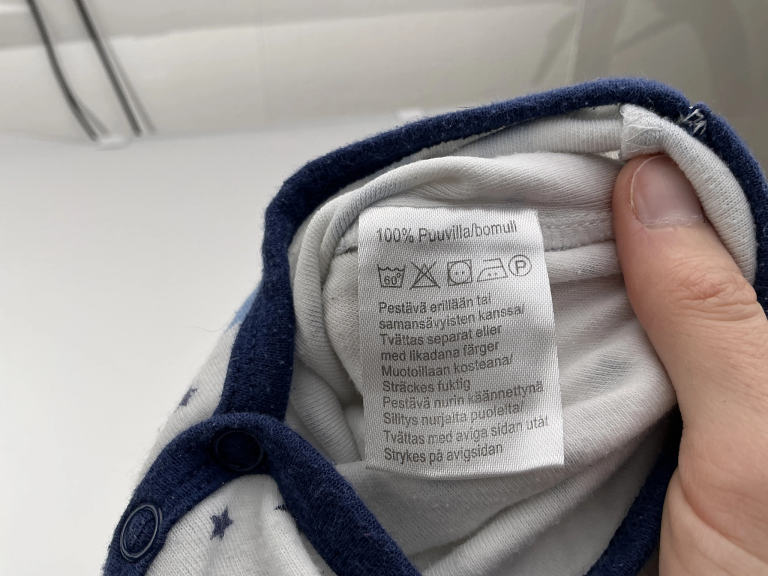 100% Puuvilla/bomull
60° P
Pestävä erillään tai
samansävyisten kanssa/
Tvättas separat eller
med likadana färger
Muotoillaan kosteana/
Sträckes fuktig
Pestävä nurin käännettynä
Silitys nurjalta puolelta/
Tvättas med aviga sidan utåt
Strykes på avigsidan